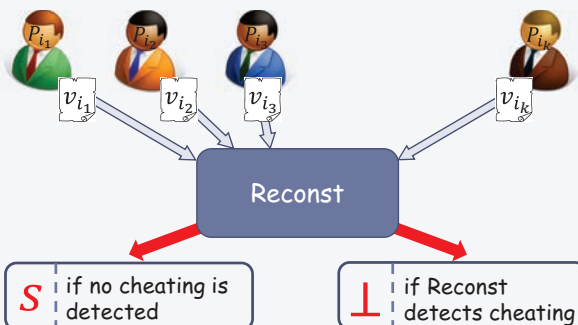 P_{i_1} P_{i_2} P_{i_3} P_{i_k}
v_{i_1} v_{i_2} v_{i_3} v_{i_k}
Reconst
s if no cheating is
detected
⊥ if Reconst
detects cheating